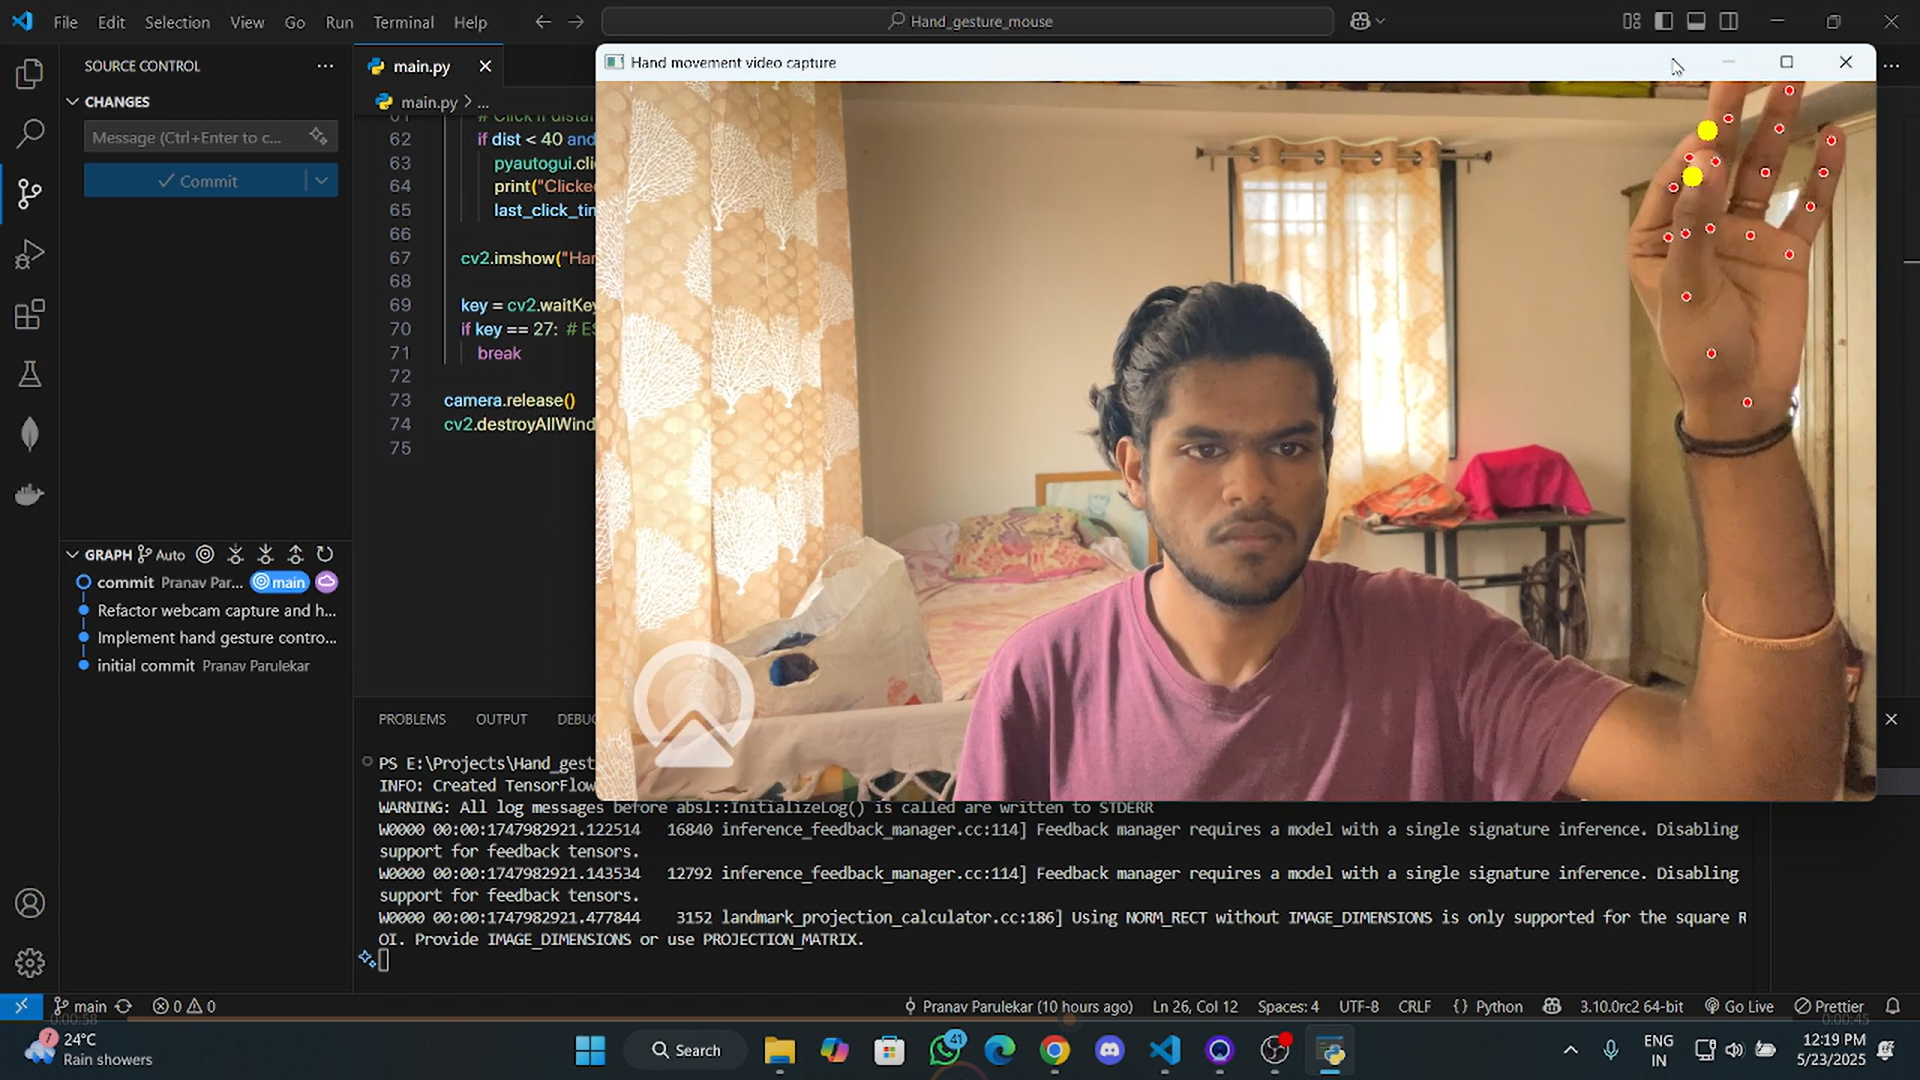 File Edit Selection View Go Run Terminal Help
Hand_gesture_mouse
SOURCE CONTROL
CHANGES
Message (Ctrl+Enter to c...
Commit
GRAPH Auto
commit Pranav Par... main
Refactor webcam capture and h...
Implement hand gesture contro...
initial commit Pranav Parulekar
main.py
main.py > ...
62 if dist < 40 and
63 pyautogui.cli
64 print("Clicke
65 last_click_tin
66
67 cv2.imshow("Har
68
69 key = cv2.waitKey
70 if key == 27: # ES
71 break
72
73 camera.release()
74 cv2.destroyAllWind
75
Hand movement video capture
PROBLEMS OUTPUT DEBU
PS E:\Projects\Hand_gest
INFO: Created TensorFlow
WARNING: All log messages before absl::InitializeLog() is called are written to STDERR
W0000 00:00:1747982921.122514 16840 inference_feedback_manager.cc:114] Feedback manager requires a model with a single signature inference. Disabling
support for feedback tensors.
W0000 00:00:1747982921.143534 12792 inference_feedback_manager.cc:114] Feedback manager requires a model with a single signature inference. Disabling
support for feedback tensors.
W0000 00:00:1747982921.477844 3152 landmark_projection_calculator.cc:186] Using NORM_RECT without IMAGE_DIMENSIONS is only supported for the square R
OI. Provide IMAGE_DIMENSIONS or use PROJECTION_MATRIX.
main 0 0 Pranav Parulekar (10 hours ago) Ln 26, Col 12 Spaces: 4 UTF-8 CRLF {} Python 3.10.0rc2 64-bit Go Live Prettier
0:00:58 0:00:45
7 24°C
Rain showers
Search
41
ENG
IN
12:19 PM
5/23/2025